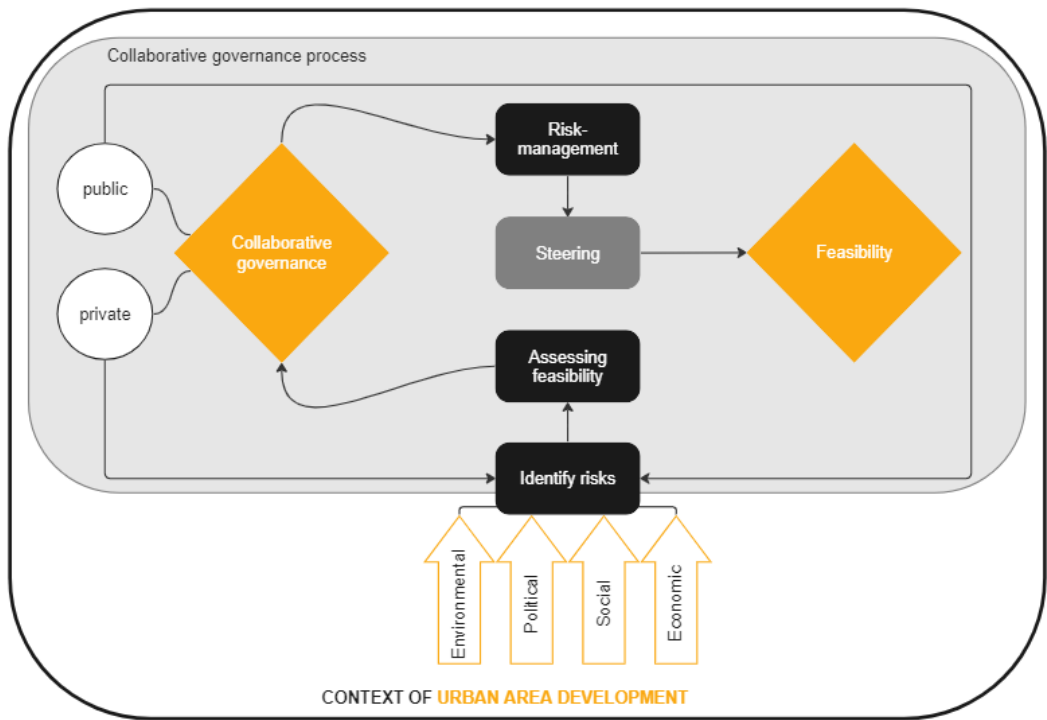 Collaborative governance process
Risk-
management
public
Collaborative
governance
Steering
Feasibility
private
Assessing
feasibility
Identify risks
Environmental
Political
Social
Economic
CONTEXT OF URBAN AREA DEVELOPMENT